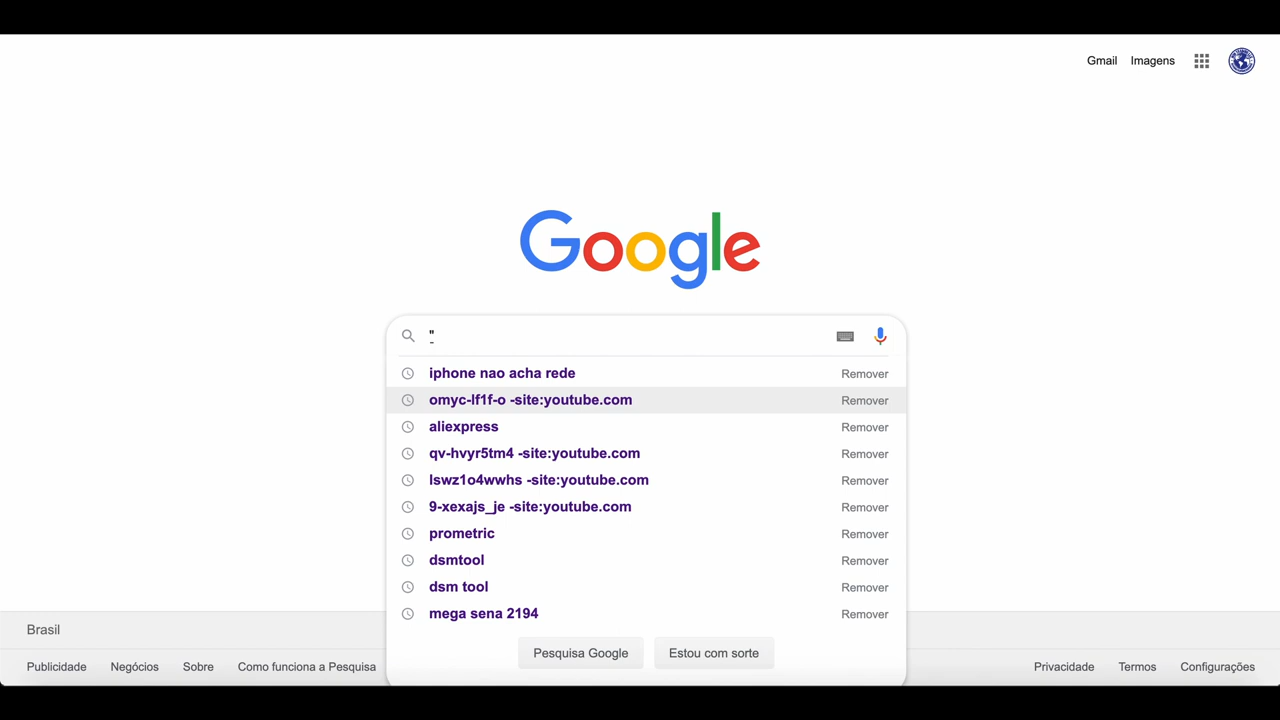 Gmail Imagens
Google
"
iphone nao acha rede Remover
omyc-lf1f-o -site:youtube.com Remover
aliexpress Remover
qv-hvyr5tm4 -site:youtube.com Remover
lswz1o4wwhs -site:youtube.com Remover
9-xexajs_je -site:youtube.com Remover
prometric Remover
dsmtool Remover
dsm tool Remover
mega sena 2194 Remover
Pesquisa Google Estou com sorte
Brasil
Publicidade Negócios Sobre Como funciona a Pesquisa Privacidade Termos Configurações